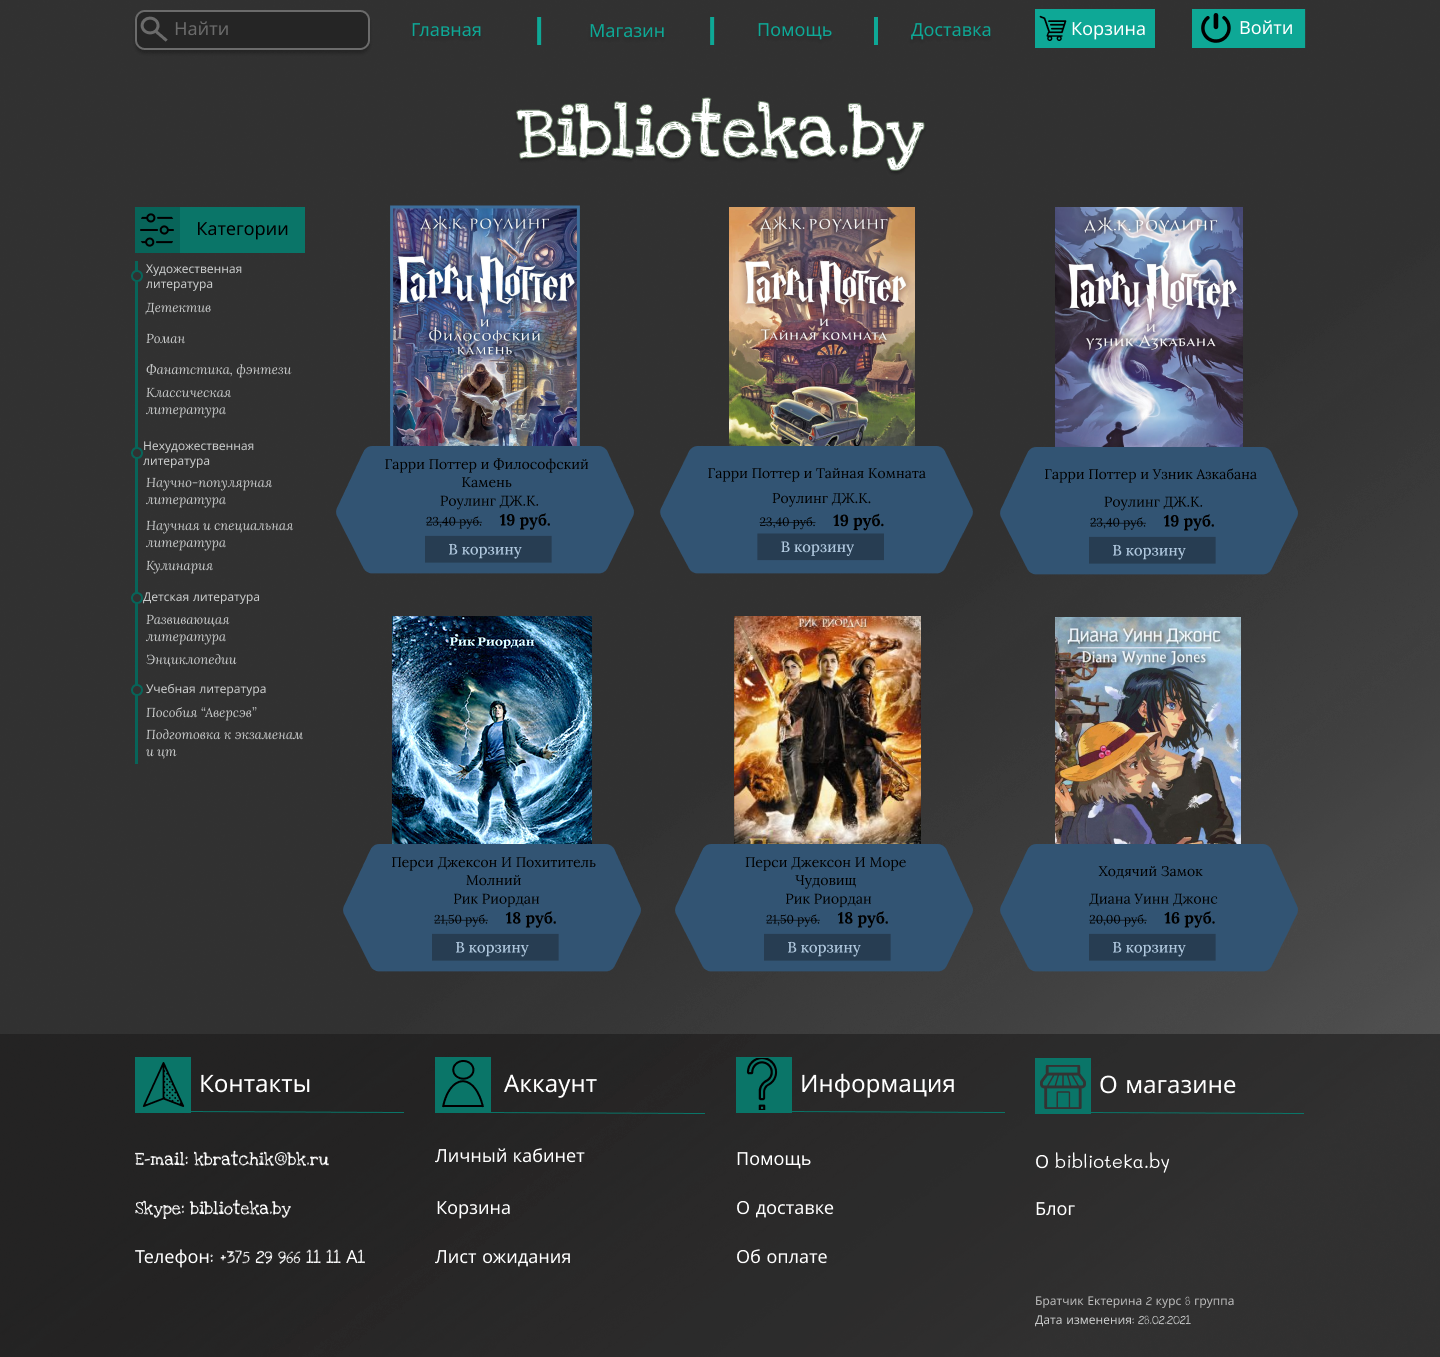 Найти
Главная
Магазин
Помощь
Доставка
Корзина
Войти
Biblioteka.by
Категории
Художественная
литература
Детектив
Роман
Фанатстика, фэнтези
Классическая
литература
Нехудожественная
литература
Научно-популярная
литература
Научная и специальная
литература
Кулинария
Детская литература
Развивающая
литература
Энциклопедии
Учебная литература
Пособия “Аверсэв”
Подготовка к экзаменам
и цт
ДЖ.К. РОУЛИНГ
Гарри Поттер
и
Философский
камень
Гарри Поттер и Философский
Камень
Роулинг ДЖ.К.
23,40 руб. 19 руб.
В корзину
ДЖ.К. РОУЛИНГ
Гарри Поттер
и
Тайная комната
Гарри Поттер и Тайная Комната
Роулинг ДЖ.К.
23,40 руб. 19 руб.
В корзину
ДЖ.К. РОУЛИНГ
Гарри Поттер
и
узник Азкабана
Гарри Поттер и Узник Азкабана
Роулинг ДЖ.К.
23,40 руб. 19 руб.
В корзину
Рик Риордан
Перси Джексон И Похититель
Молний
Рик Риордан
21,50 руб. 18 руб.
В корзину
РИК РИОРДАН
Перси Джексон И Море
Чудовищ
Рик Риордан
21,50 руб. 18 руб.
В корзину
Диана Уинн Джонс
Diana Wynne Jones
Ходячий Замок
Диана Уинн Джонс
20,00 руб. 16 руб.
В корзину
Контакты
E-mail: kbratchik@bk.ru
Skype: biblioteka.by
Телефон: +375 29 966 11 11 A1
Аккаунт
Личный кабинет
Корзина
Лист ожидания
Информация
Помощь
О доставке
Об оплате
О магазине
О biblioteka.by
Блог
Братчик Ектерина 2 курс 8 группа
Дата изменения: 28.02.2021